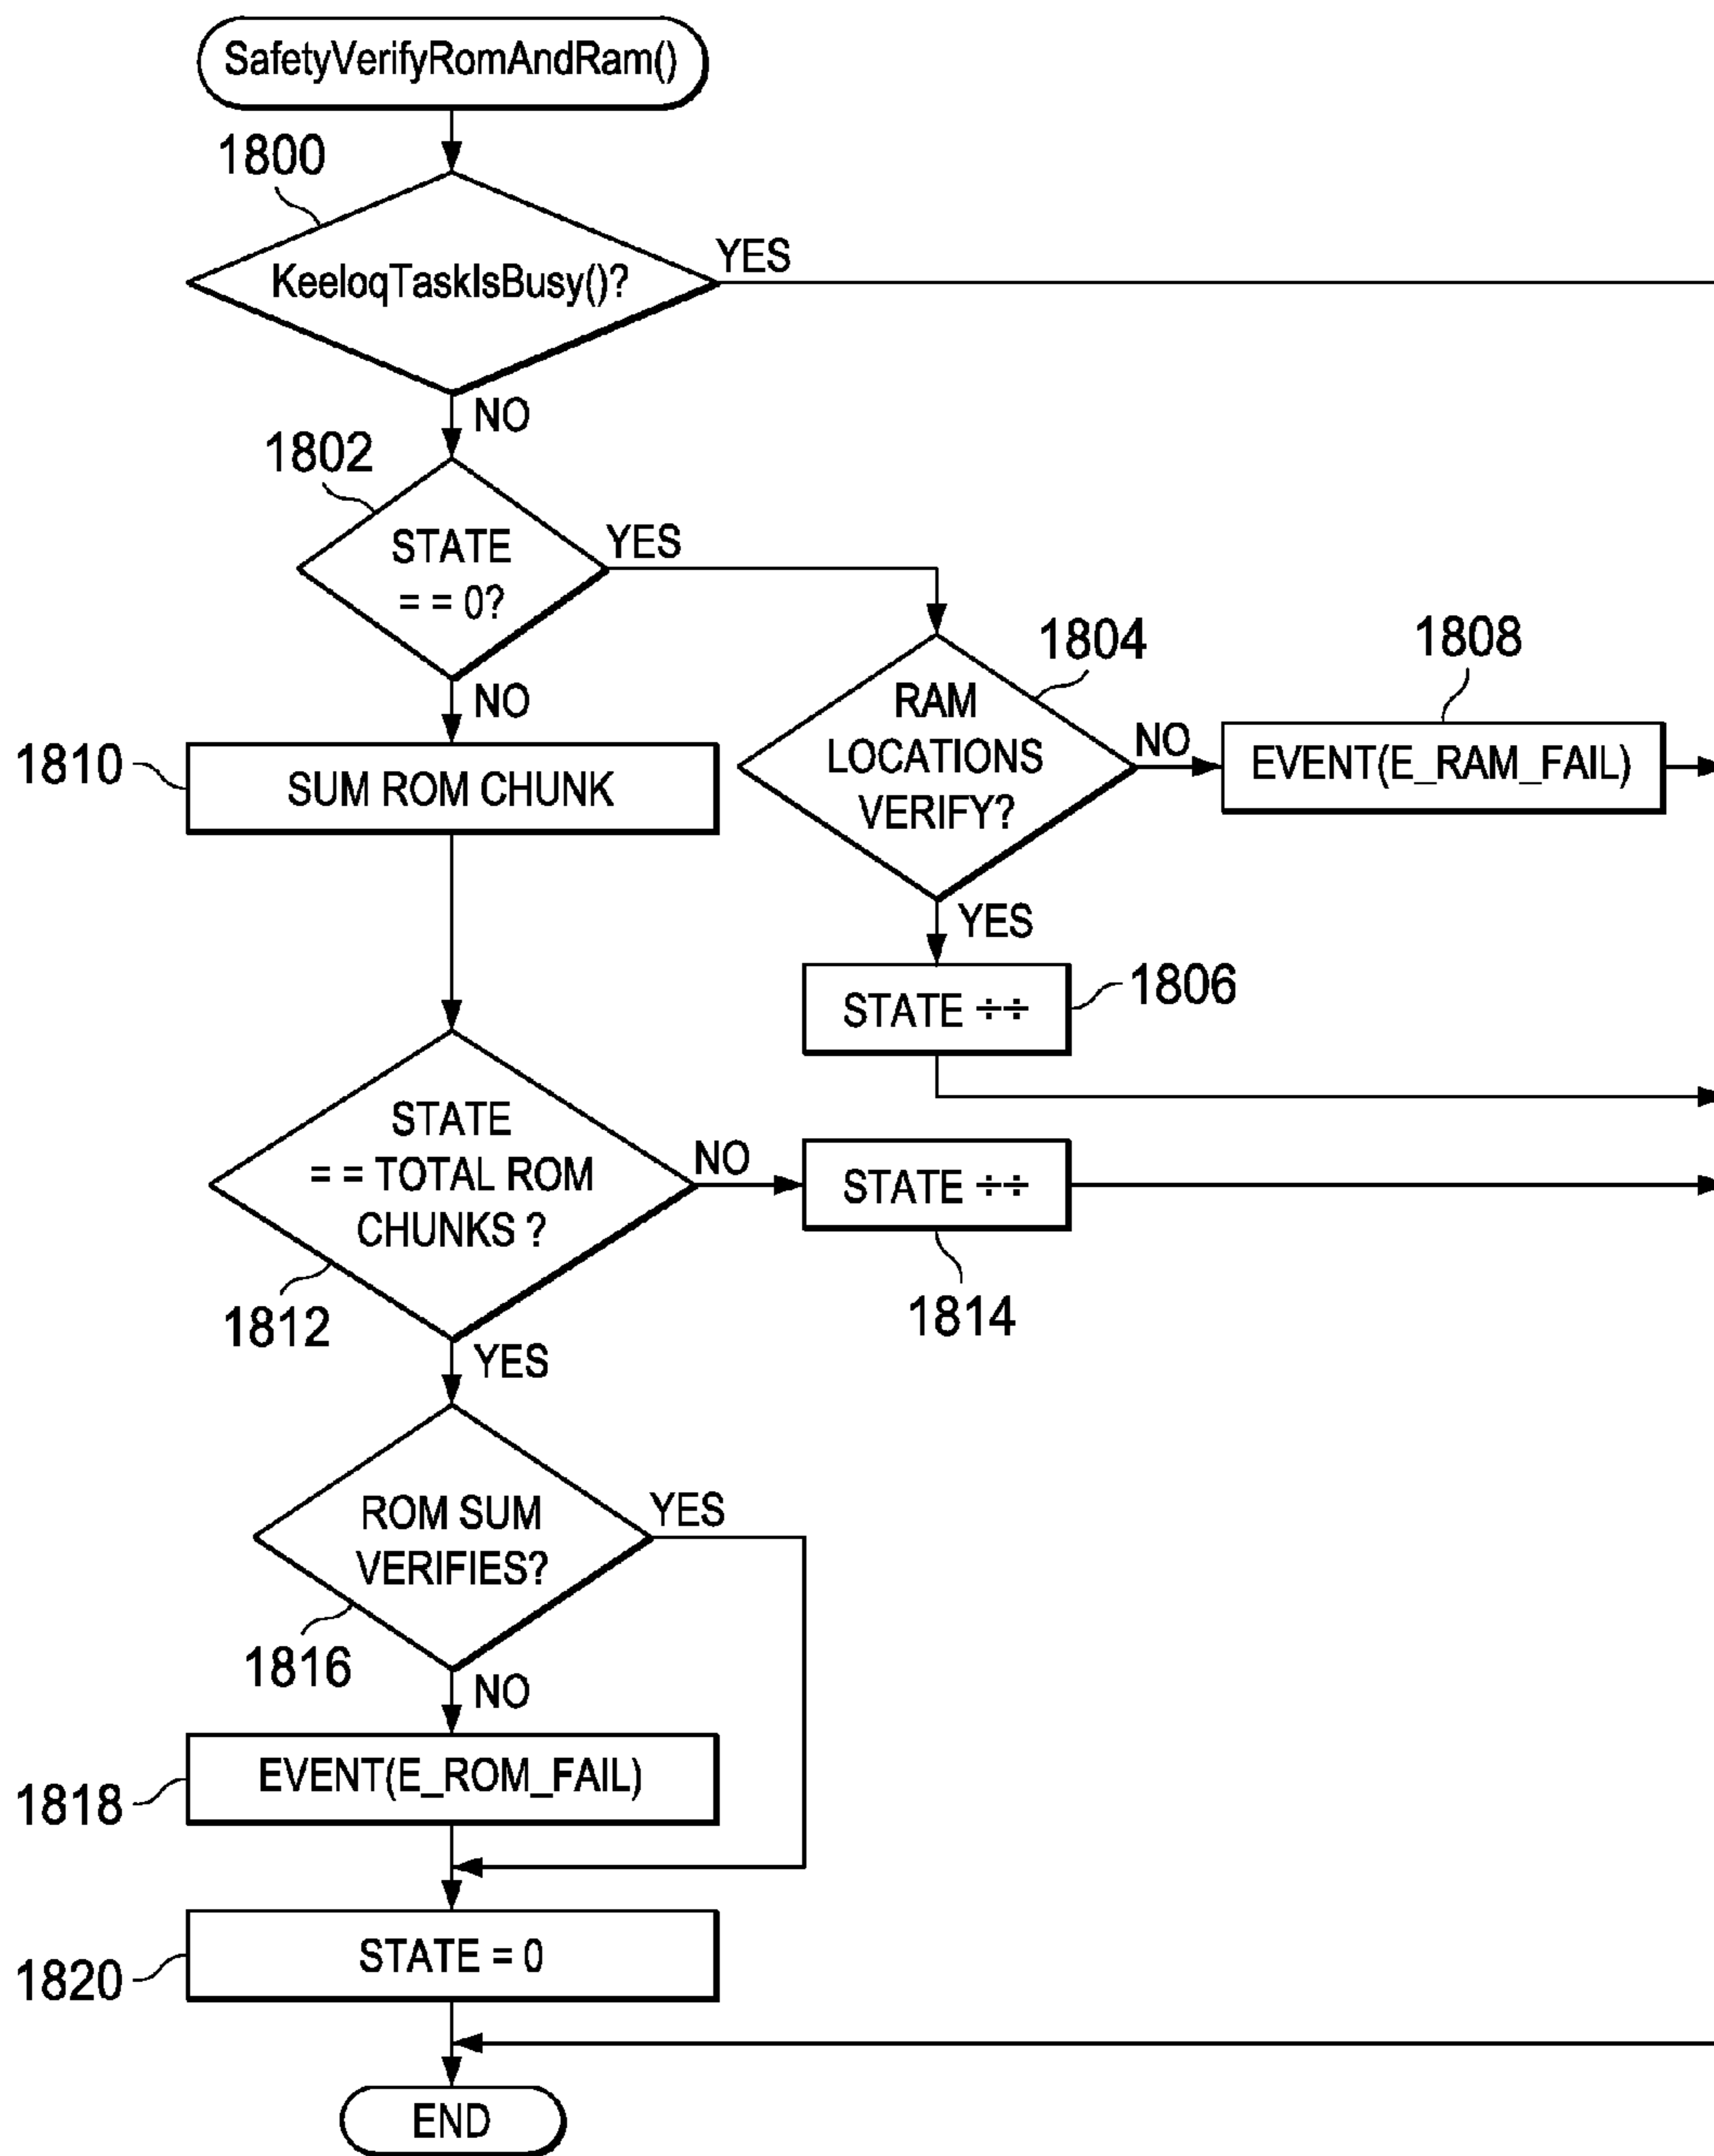 SafetyVerifyRomAndRam()
1800
KeeloqTaskIsBusy()?
YES
NO
1802
STATE
= = 0?
YES
NO
1804
RAM
LOCATIONS
VERIFY?
NO
1808
EVENT(E_RAM_FAIL)
1810
SUM ROM CHUNK
YES
STATE ÷÷
1806
STATE
= = TOTAL ROM
CHUNKS ?
NO
STATE ÷÷
1812
1814
YES
ROM SUM
VERIFIES?
YES
1816
NO
EVENT(E_ROM_FAIL)
1818
STATE = 0
1820
END